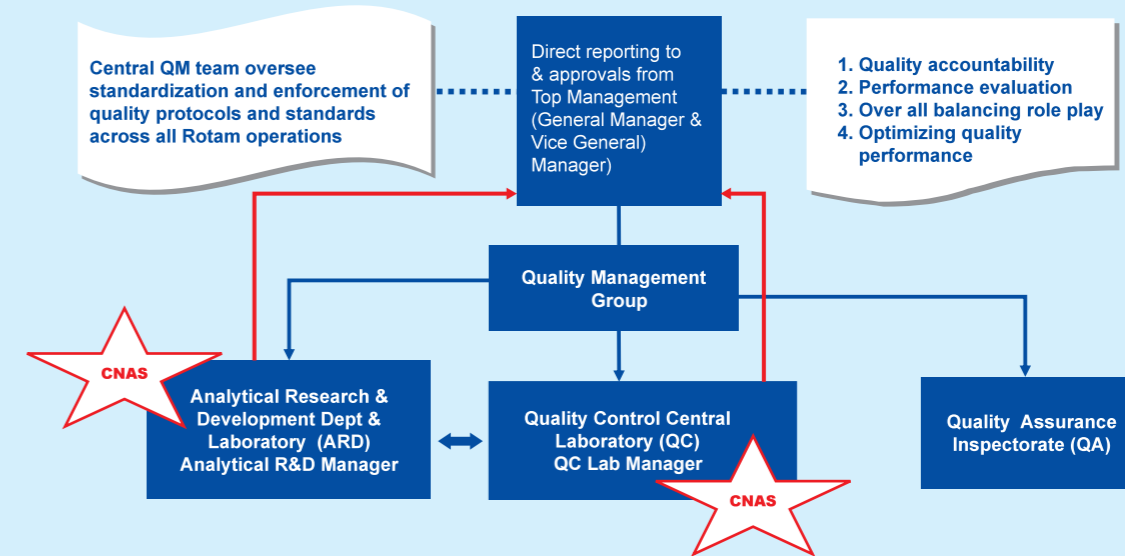 Central QM team oversee
standardization and enforcement of
quality protocols and standards
across all Rotam operations
Direct reporting to
& approvals from
Top Management
(General Manager &
Vice General)
Manager)
1. Quality accountability
2. Performance evaluation
3. Over all balancing role play
4. Optimizing quality
performance
Quality Management
Group
CNAS
Analytical Research &
Development Dept &
Laboratory (ARD)
Analytical R&D Manager
Quality Control Central
Laboratory (QC)
QC Lab Manager
CNAS
Quality Assurance
Inspectorate (QA)